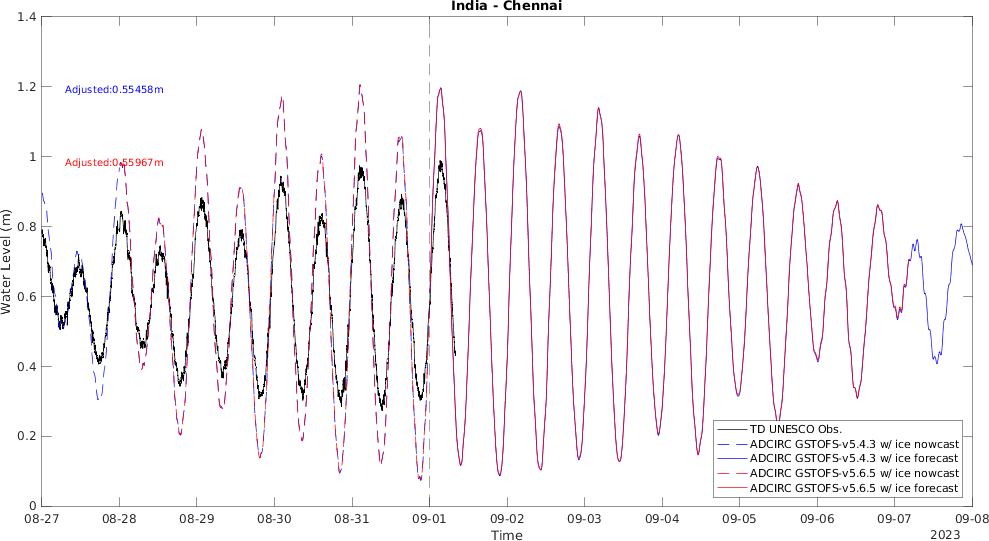 India - Chennai
1.4
1.2
1
0.8
0.6
0.4
0.2
0
Water Level (m)
Adjusted:0.55458m
Adjusted:0.55967m
TD UNESCO Obs.
ADCIRC GSTOFS-v5.4.3 w/ ice nowcast
ADCIRC GSTOFS-v5.4.3 w/ ice forecast
ADCIRC GSTOFS-v5.6.5 w/ ice nowcast
ADCIRC GSTOFS-v5.6.5 w/ ice forecast
08-27 08-28 08-29 08-30 08-31 09-01 09-02 09-03 09-04 09-05 09-06 09-07 09-08
Time
2023